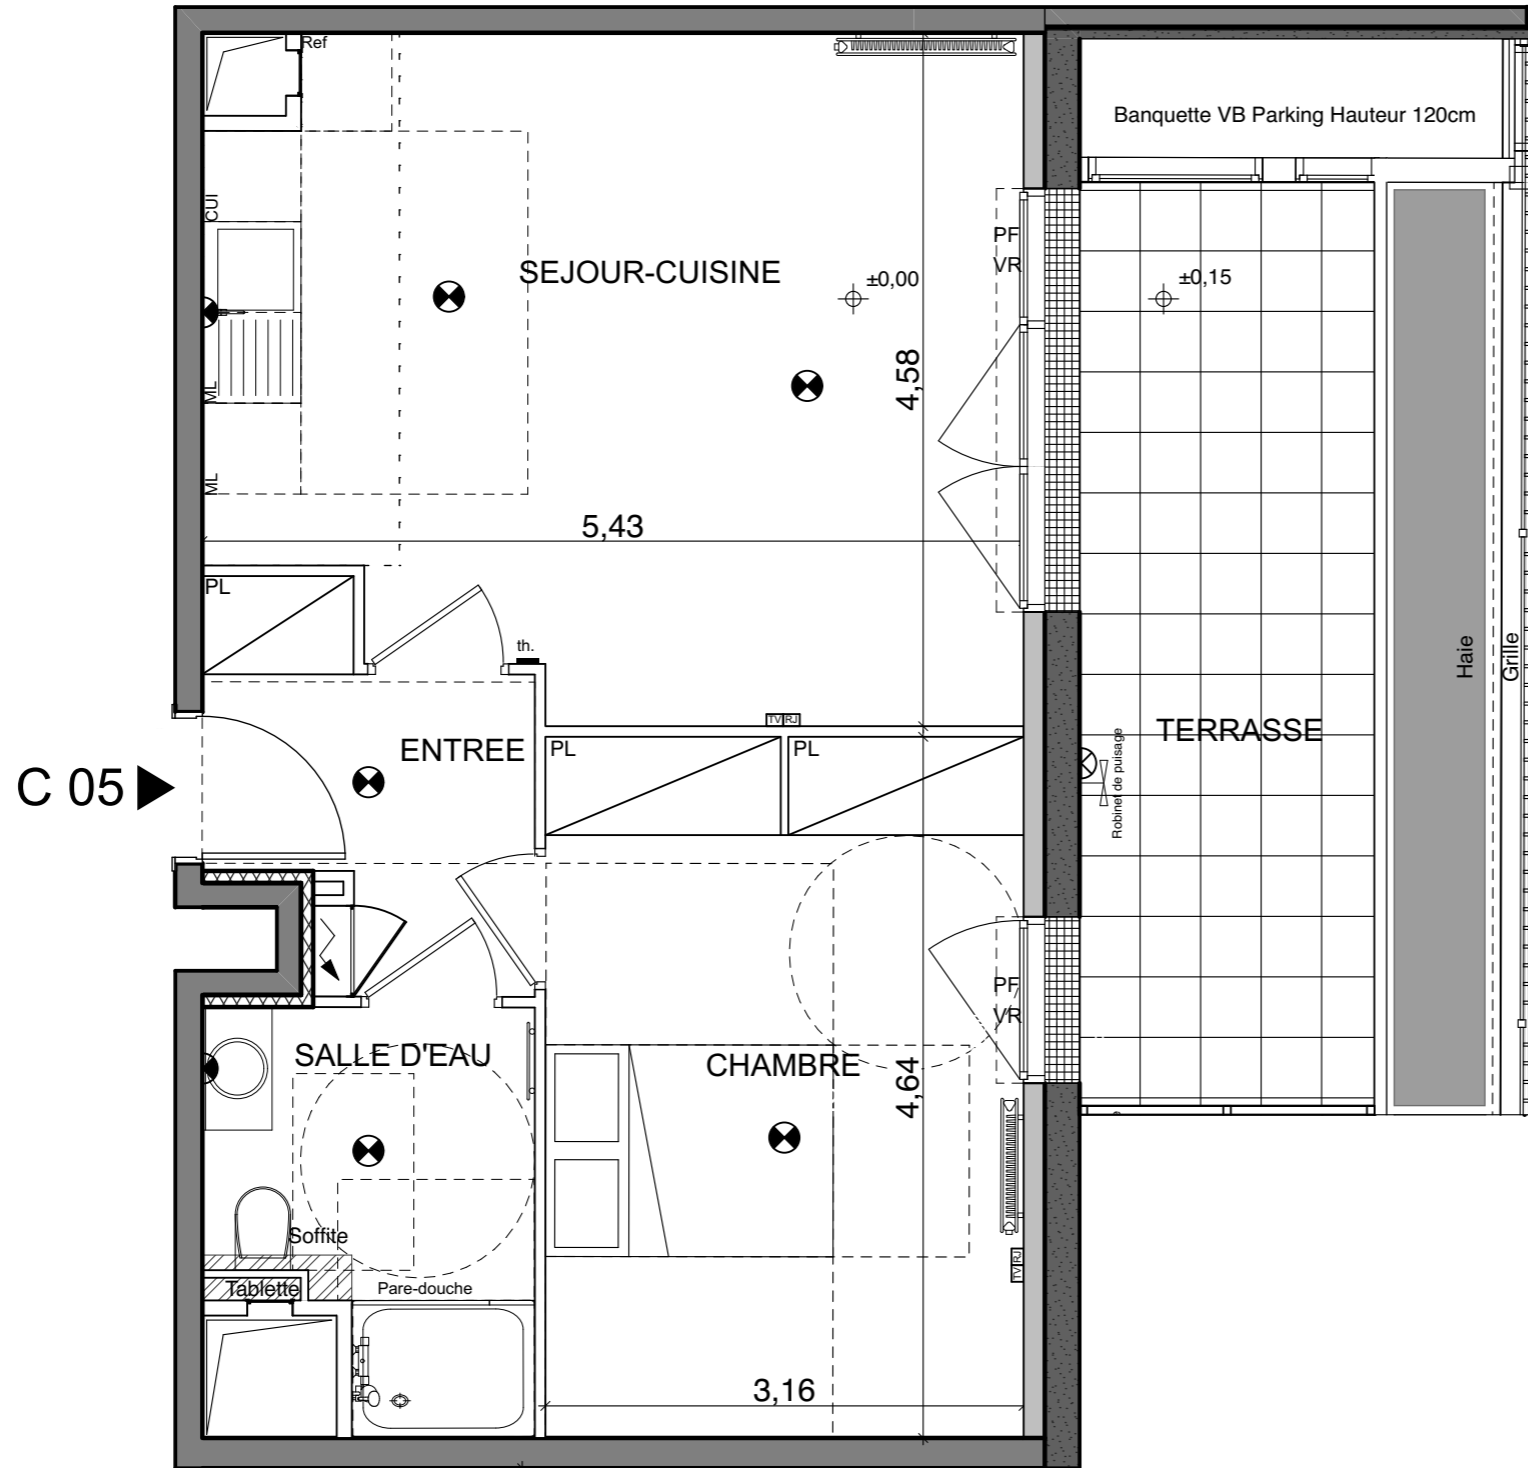 Ref
Banquette VB Parking Hauteur 120cm
CUI
SEJOUR-CUISINE
±0,00
PF
VR
±0,15
4,58
ML
ML
5,43
PL
th.
TV RJ
Haie
Grille
ENTREE
PL
PL
TERRASSE
Robinet de puisage
C 05
SALLE D'EAU
CHAMBRE
4,64
PF
VR
Soffite
Tablette
Pare-douche
TV RJ
3,16